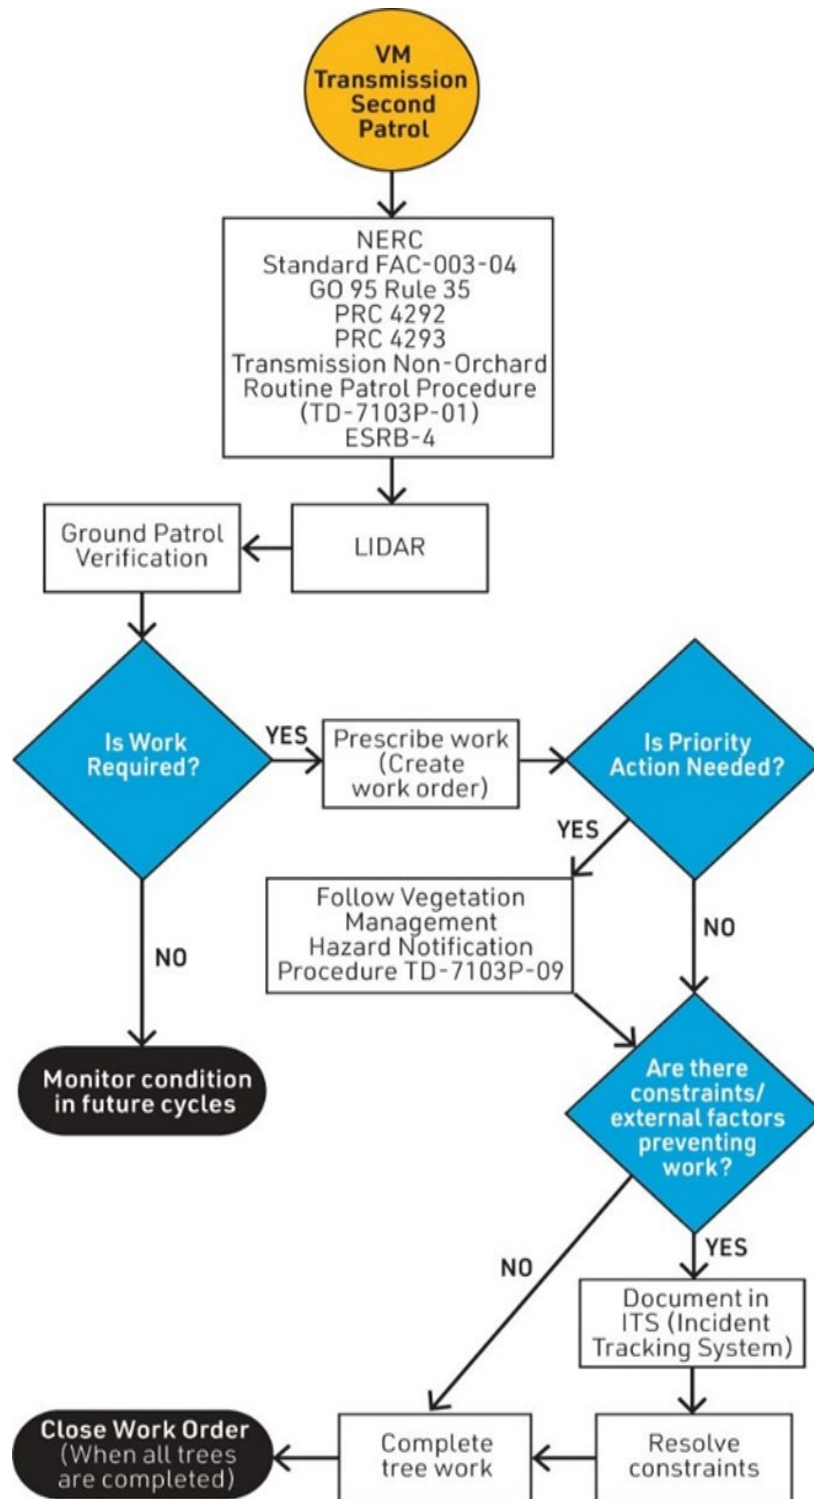 VM
Transmission
Second
Patrol
NERC
Standard FAC-003-04
GO 95 Rule 35
PRC 4292
PRC 4293
Transmission Non-Orchard
Routine Patrol Procedure
(TD-7103P-01)
ESRB-4
Ground Patrol
Verification
LIDAR
Is Work
Required?
YES
Prescribe work
(Create
work order)
Is Priority
Action Needed?
YES
Follow Vegetation
Management
Hazard Notification
Procedure TD-7103P-09
NO
NO
Monitor condition
in future cycles
Are there
constraints/
external factors
preventing
work?
YES
NO
Document in
ITS (Incident
Tracking System)
Close Work Order
(When all trees
are completed)
Complete
tree work
Resolve
constraints